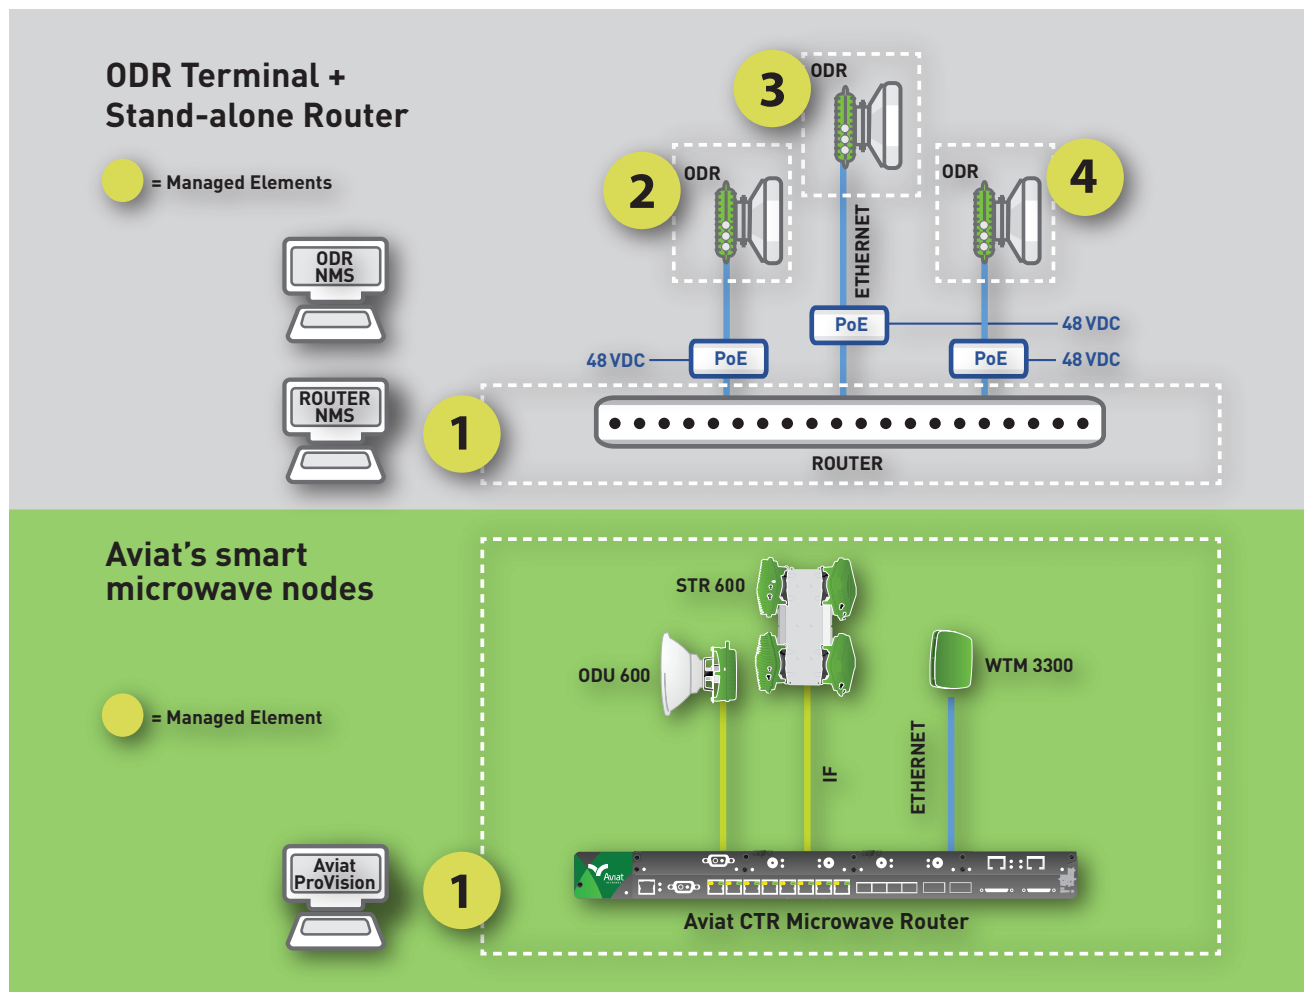 ODR Terminal +
Stand-alone Router
= Managed Elements
ODR
NMS
ROUTER
NMS
1
2
ODR
3
ODR
ODR
4
ETHERNET
PoE
48 VDC
48 VDC
PoE
PoE
48 VDC
ROUTER
Aviat's smart
microwave nodes
= Managed Element
Aviat
ProVision
1
STR 600
ODU 600
WTM 3300
IF
ETHERNET
Aviat
Aviat CTR Microwave Router